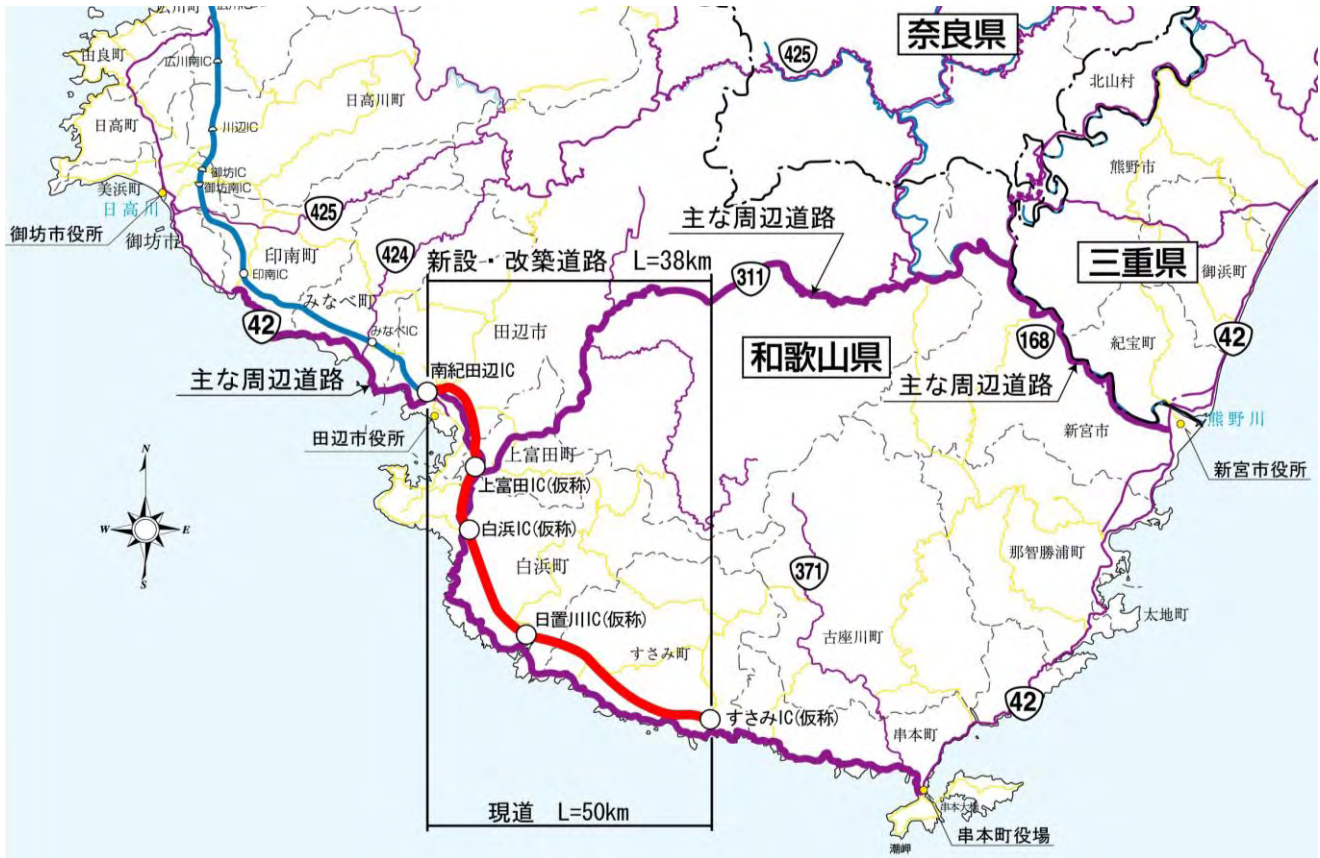 広川町
奈良県
425
由良町
広川南IC
北山村
日高川町
日高町
川辺IC
熊野市
御坊IC
御坊南IC
美浜町
日高川
425
御坊市役所
御坊市
主な周辺道路
印南町
424
新設・改築道路 L=38km
三重県
御浜町
印南IC
311
みなべ町
42
田辺市
みなべIC
168
紀宝町
42
和歌山県
南紀田辺IC
主な周辺道路
主な周辺道路
熊野川
田辺市役所
新宮市
上富田町
新宮市役所
上富田IC(仮称)
N
W
E
S
白浜IC(仮称)
那智勝浦町
白浜町
371
太地町
日置川IC(仮称)
古座川町
すさみ町
42
すさみIC(仮称)
串本町
現道 L=50km
串本大橋
串本町役場
潮岬